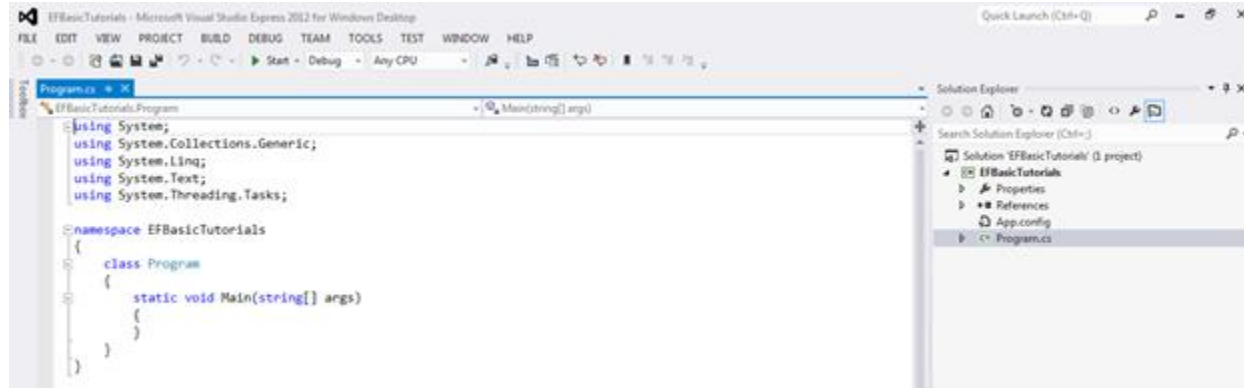 EFBasicTutorials - Microsoft Visual Studio Express 2012 for Windows Desktop
Quick Launch (Ctrl+Q)
FILE EDIT VIEW PROJECT BUILD DEBUG TEAM TOOLS TEST WINDOW HELP
Start Debug Any CPU
Toolbox
Program.cs
EFBasicTutorials.Program
Main(string[] args)
using System;
using System.Collections.Generic;
using System.Linq;
using System.Text;
using System.Threading.Tasks;
namespace EFBasicTutorials
{
class Program
{
static void Main(string[] args)
{
}
}
}
Solution Explorer
Search Solution Explorer (Ctrl+;)
Solution 'EFBasicTutorials' (1 project)
EFBasicTutorials
Properties
References
App.config
Program.cs